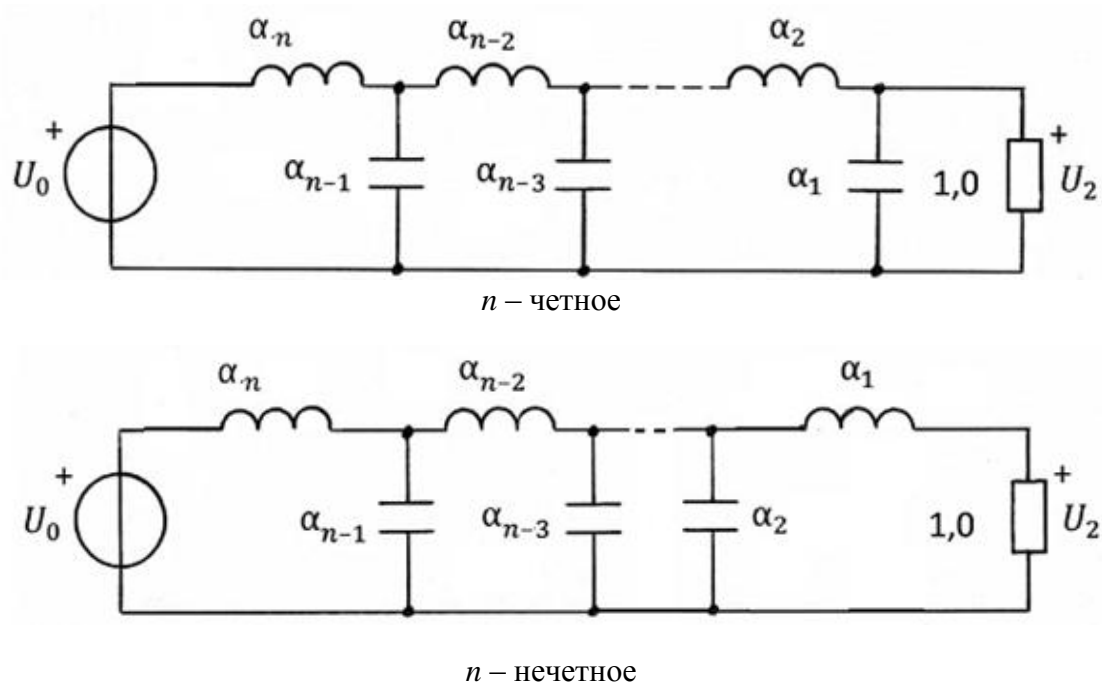 αₙ αₙ₋₂ α₂
+ +
U₀ αₙ₋₁ αₙ₋₃ α₁ 1,0 U₂
n – четное
αₙ αₙ₋₂ α₁
+ +
U₀ αₙ₋₁ αₙ₋₃ α₂ 1,0 U₂
n – нечетное